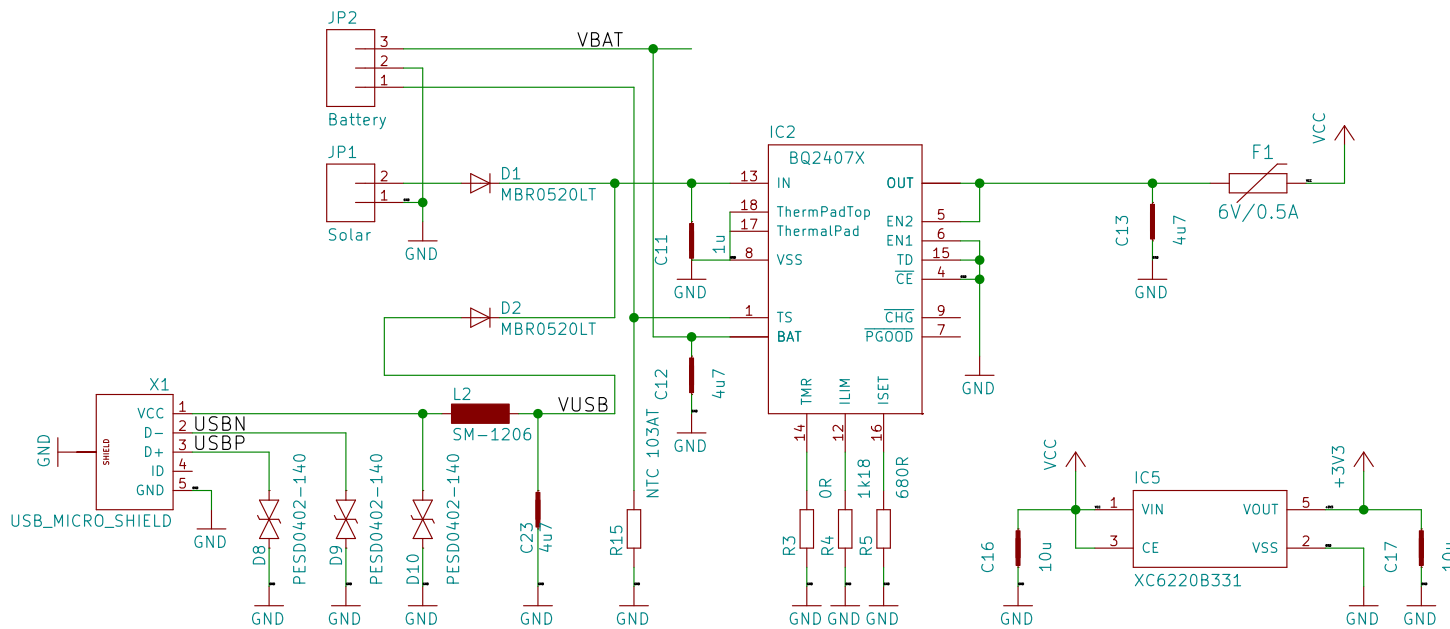 JP2
3
2
1
Battery
VBAT
JP1
2
1
Solar
GND
D1
MBR0520LT
D2
MBR0520LT
IC2
BQ2407X
13
IN
18
ThermPadTop
17
ThermalPad
8
VSS
1
TS
BAT
OUT
EN2
5
EN1
6
TD
15
CE
4
CHG
9
PGOOD
7
TMR
ILIM
ISET
14
12
16
C11
1u
GND
C12
4u7
GND
GND
C13
4u7
GND
F1
6V/0.5A
VCC
X1
VCC
1
D-
2
D+
3
ID
4
GND
5
SHIELD
GND
USB_MICRO_SHIELD
USBN
USBP
GND
L2
SM-1206
VUSB
D8
PESD0402-140
GND
D9
PESD0402-140
GND
D10
PESD0402-140
GND
C23
4u7
GND
R15
NTC 103AT
GND
R3
0R
GND
R4
1k18
GND
R5
680R
GND
VCC
+3V3
IC5
1
VIN
3
CE
VOUT
5
VSS
2
XC6220B331
C16
10u
GND
GND
C17
10u
GND